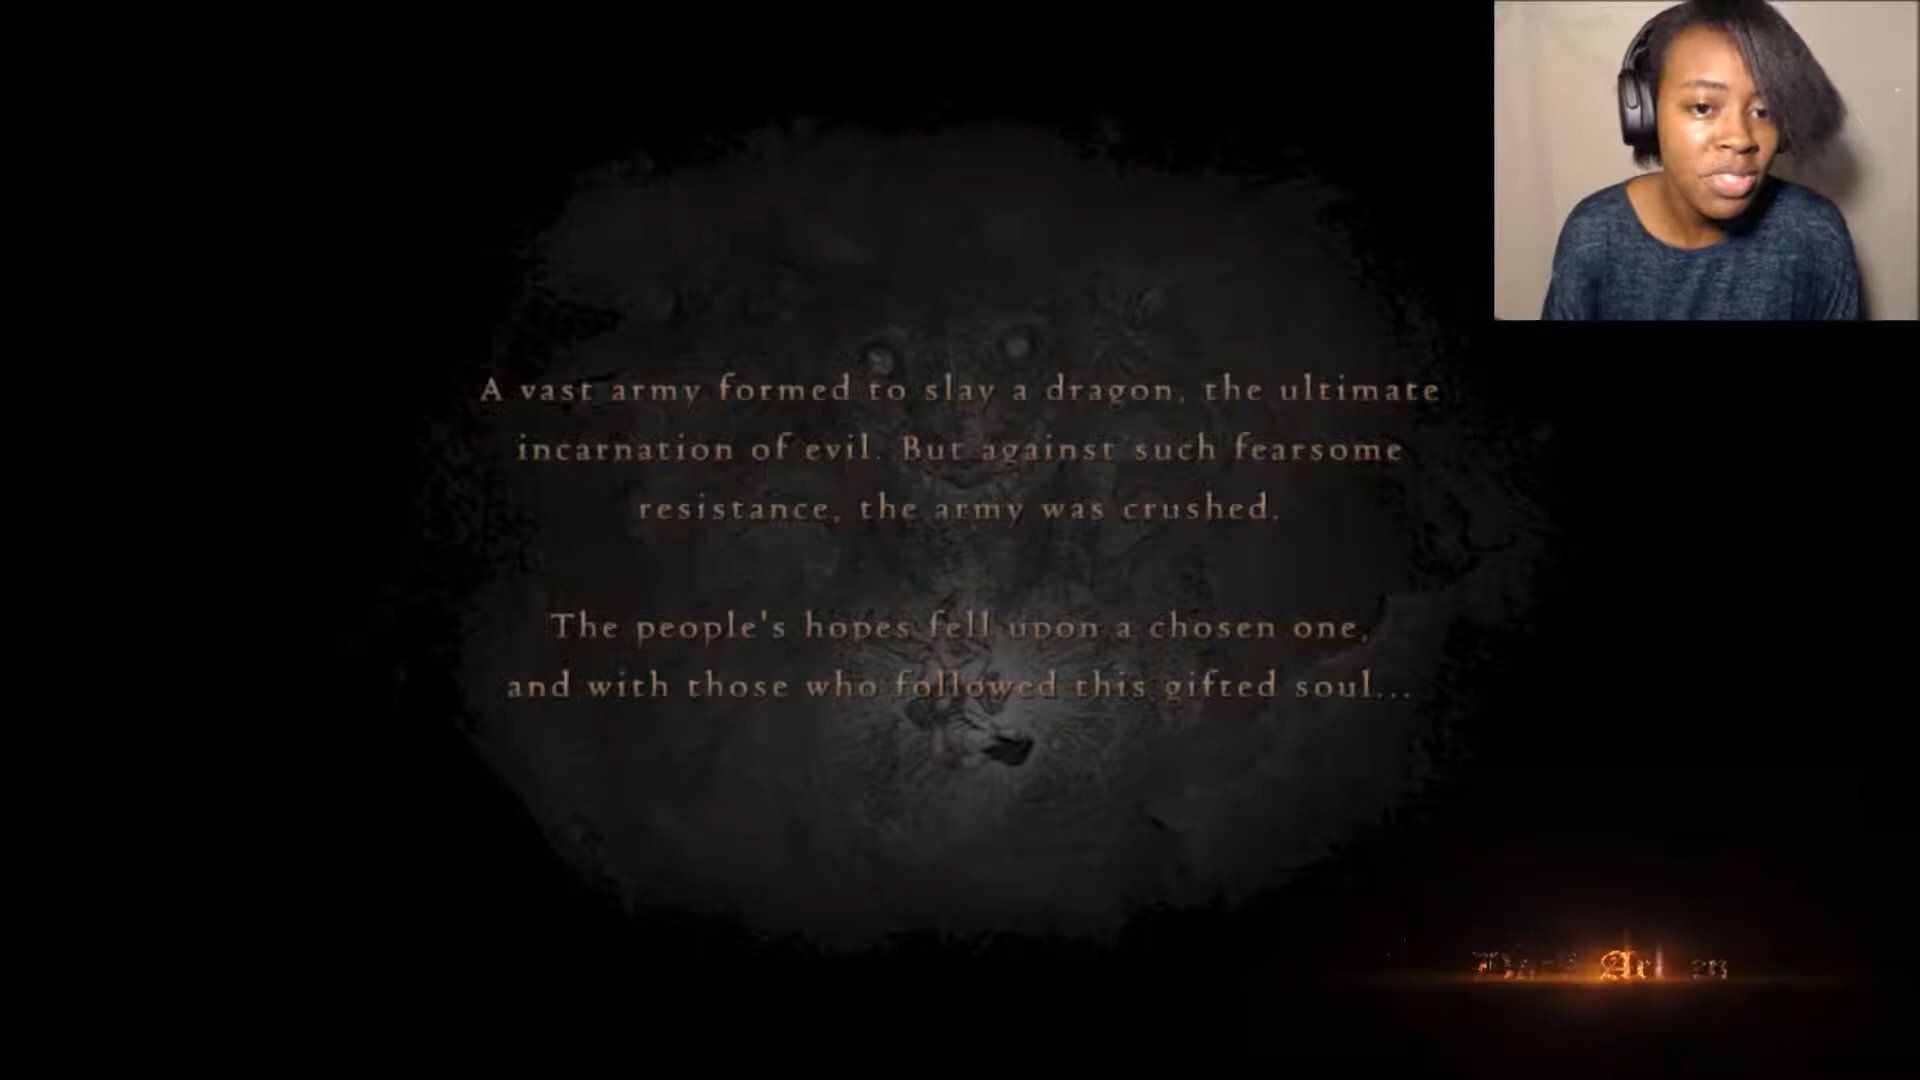 A vast army formed to slay a dragon, the ultimate
incarnation of evil. But against such fearsome
resistance, the army was crushed.
The people's hopes fell upon a chosen one,
and with those who followed this gifted soul...